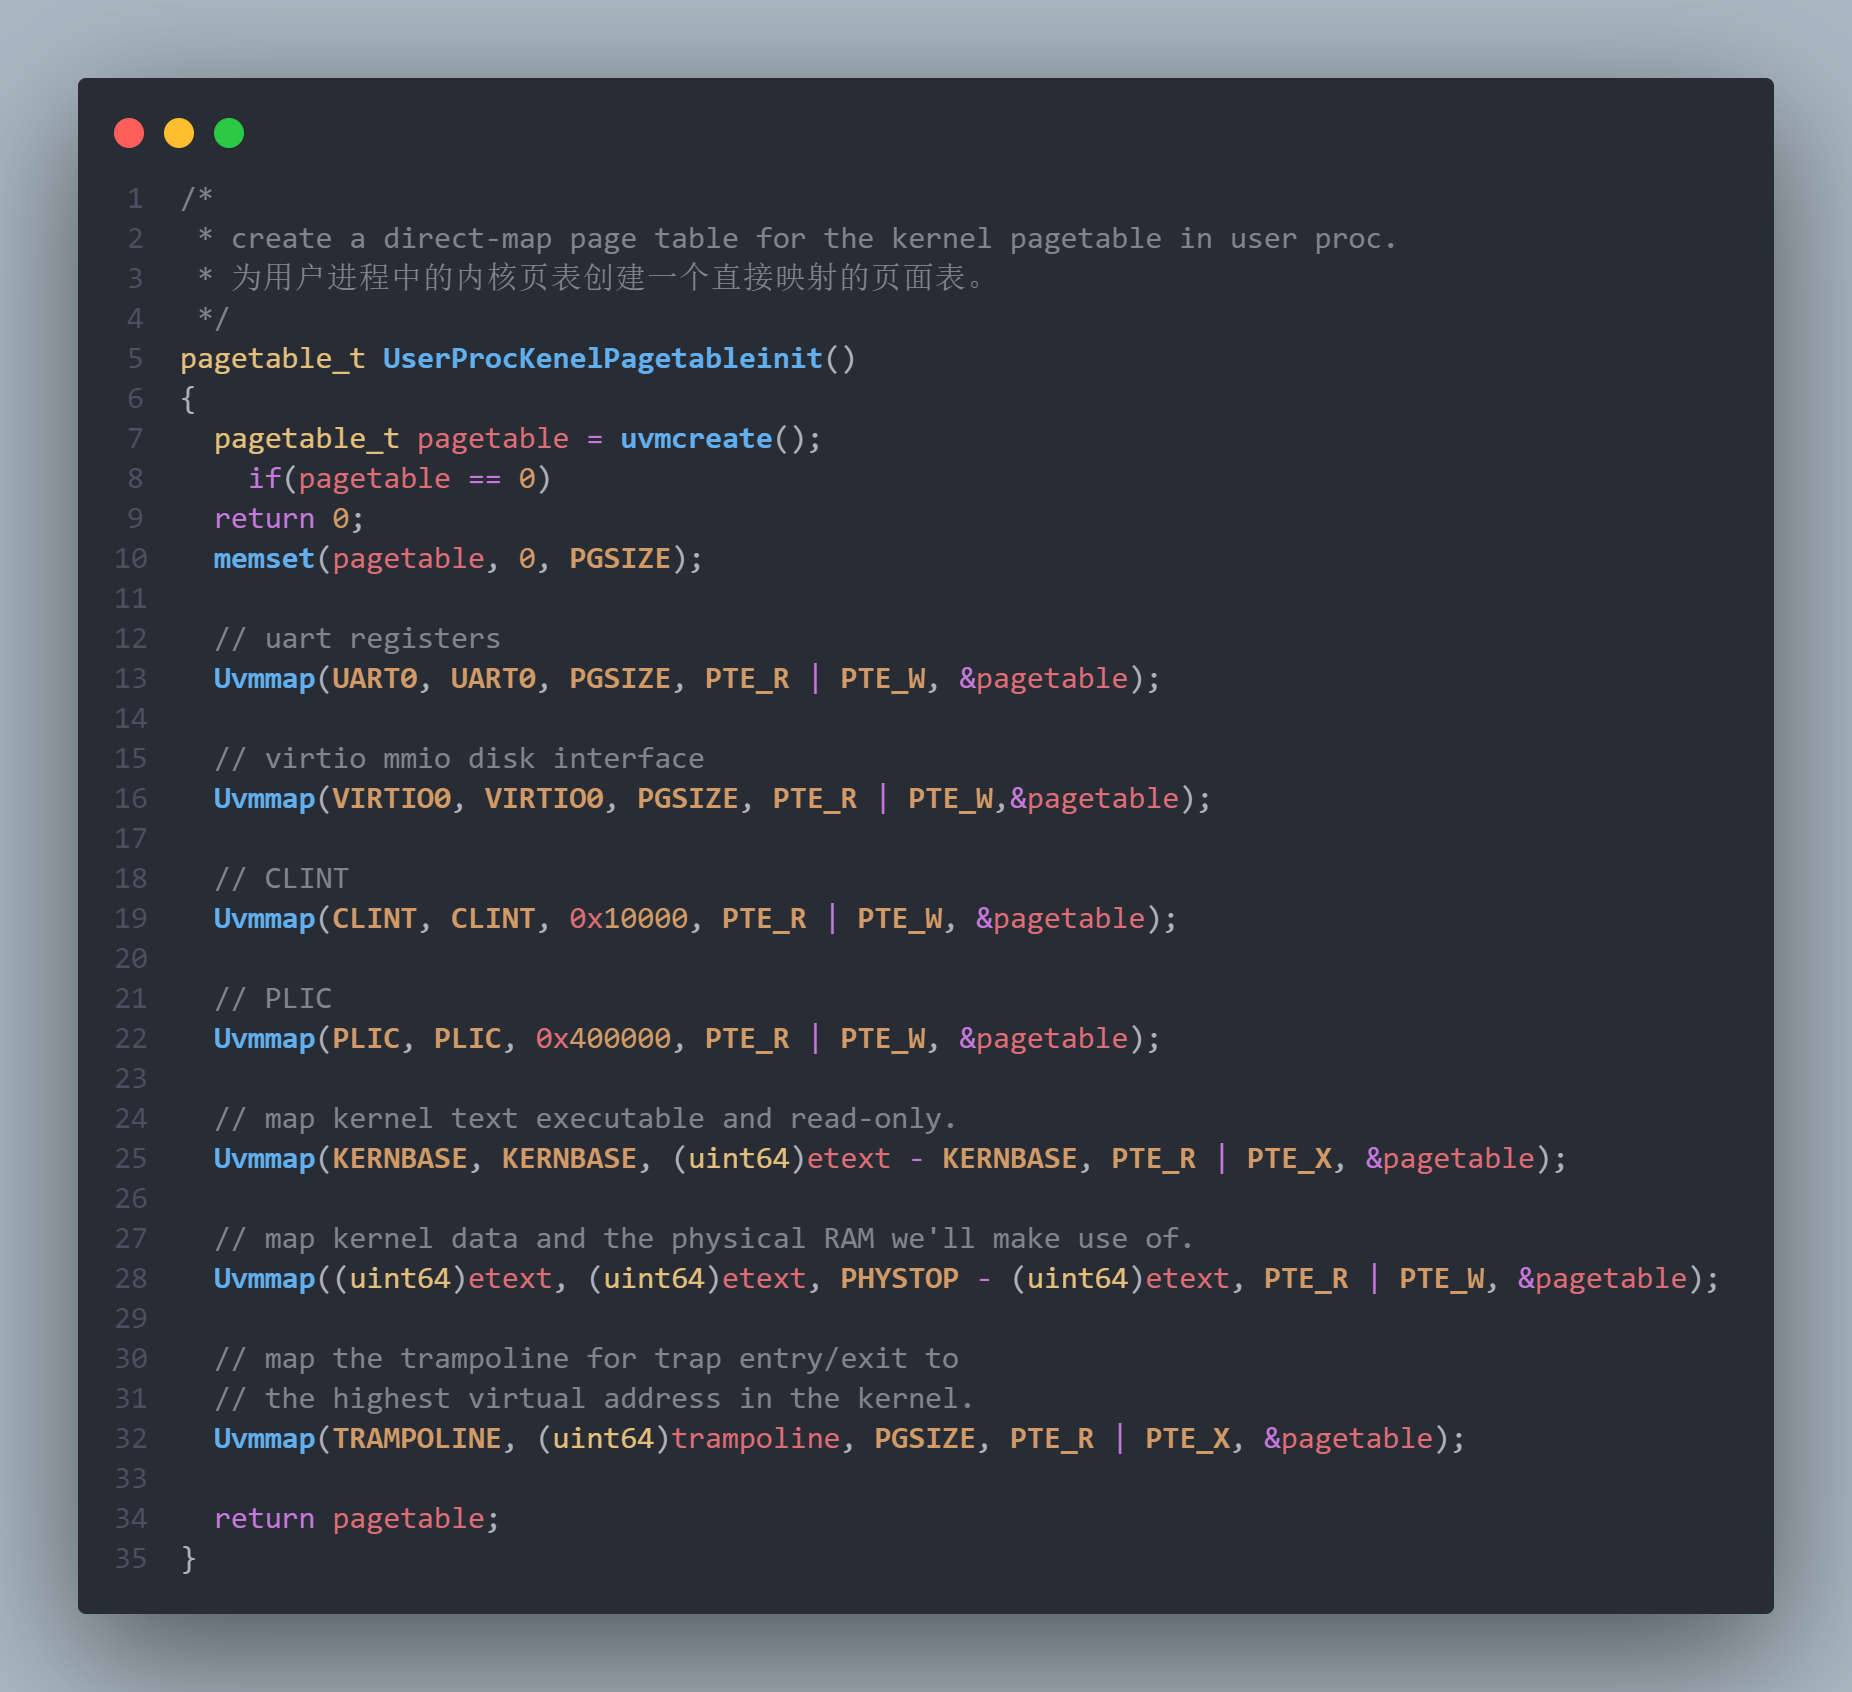 1 /*
2  * create a direct-map page table for the kernel pagetable in user proc.
3  * 为用户进程中的内核页表创建一个直接映射的页面表。
4  */
5 pagetable_t UserProcKenelPagetableinit()
6 {
7   pagetable_t pagetable = uvmcreate();
8     if(pagetable == 0)
9   return 0;
10   memset(pagetable, 0, PGSIZE);
11
12   // uart registers
13   Uvmmap(UART0, UART0, PGSIZE, PTE_R | PTE_W, &pagetable);
14
15   // virtio mmio disk interface
16   Uvmmap(VIRTIO0, VIRTIO0, PGSIZE, PTE_R | PTE_W,&pagetable);
17
18   // CLINT
19   Uvmmap(CLINT, CLINT, 0x10000, PTE_R | PTE_W, &pagetable);
20
21   // PLIC
22   Uvmmap(PLIC, PLIC, 0x400000, PTE_R | PTE_W, &pagetable);
23
24   // map kernel text executable and read-only.
25   Uvmmap(KERNBASE, KERNBASE, (uint64)etext - KERNBASE, PTE_R | PTE_X, &pagetable);
26
27   // map kernel data and the physical RAM we'll make use of.
28   Uvmmap((uint64)etext, (uint64)etext, PHYSTOP - (uint64)etext, PTE_R | PTE_W, &pagetable);
29
30   // map the trampoline for trap entry/exit to
31   // the highest virtual address in the kernel.
32   Uvmmap(TRAMPOLINE, (uint64)trampoline, PGSIZE, PTE_R | PTE_X, &pagetable);
33
34   return pagetable;
35 }